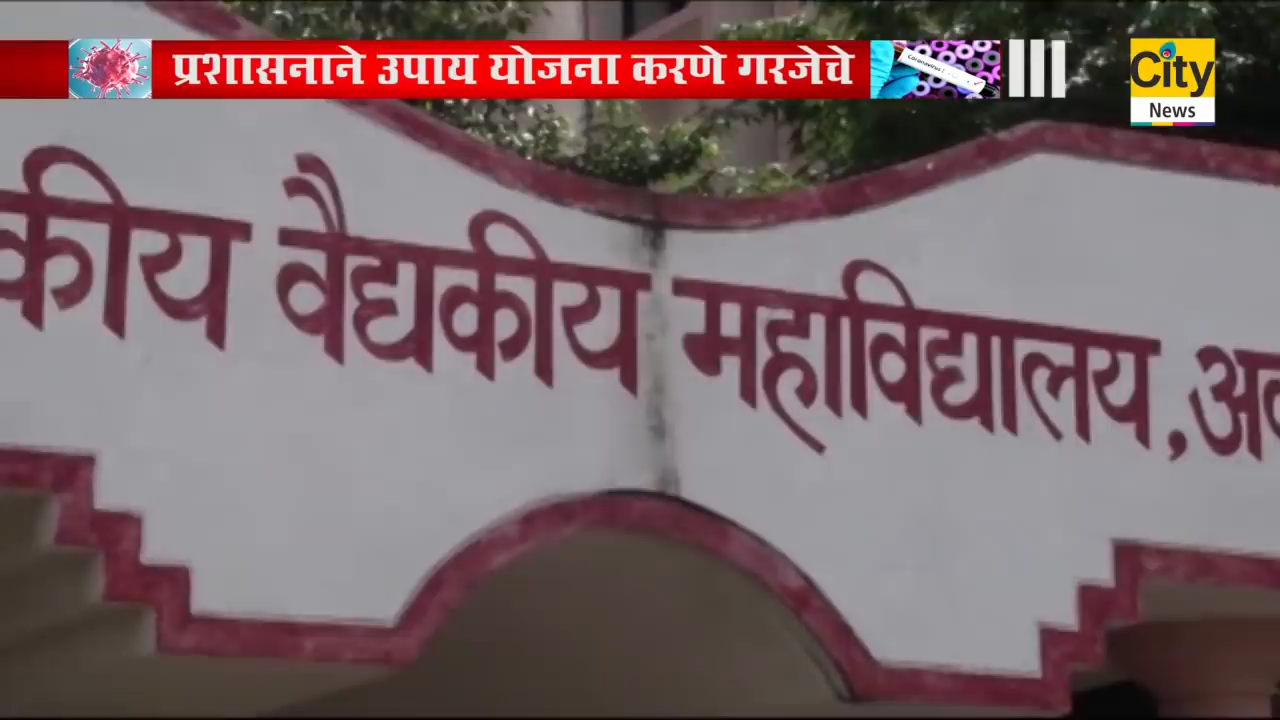 प्रशासनाने उपाय योजना करणे गरजेचे
City
News
वैद्यकीय महाविद्यालय,